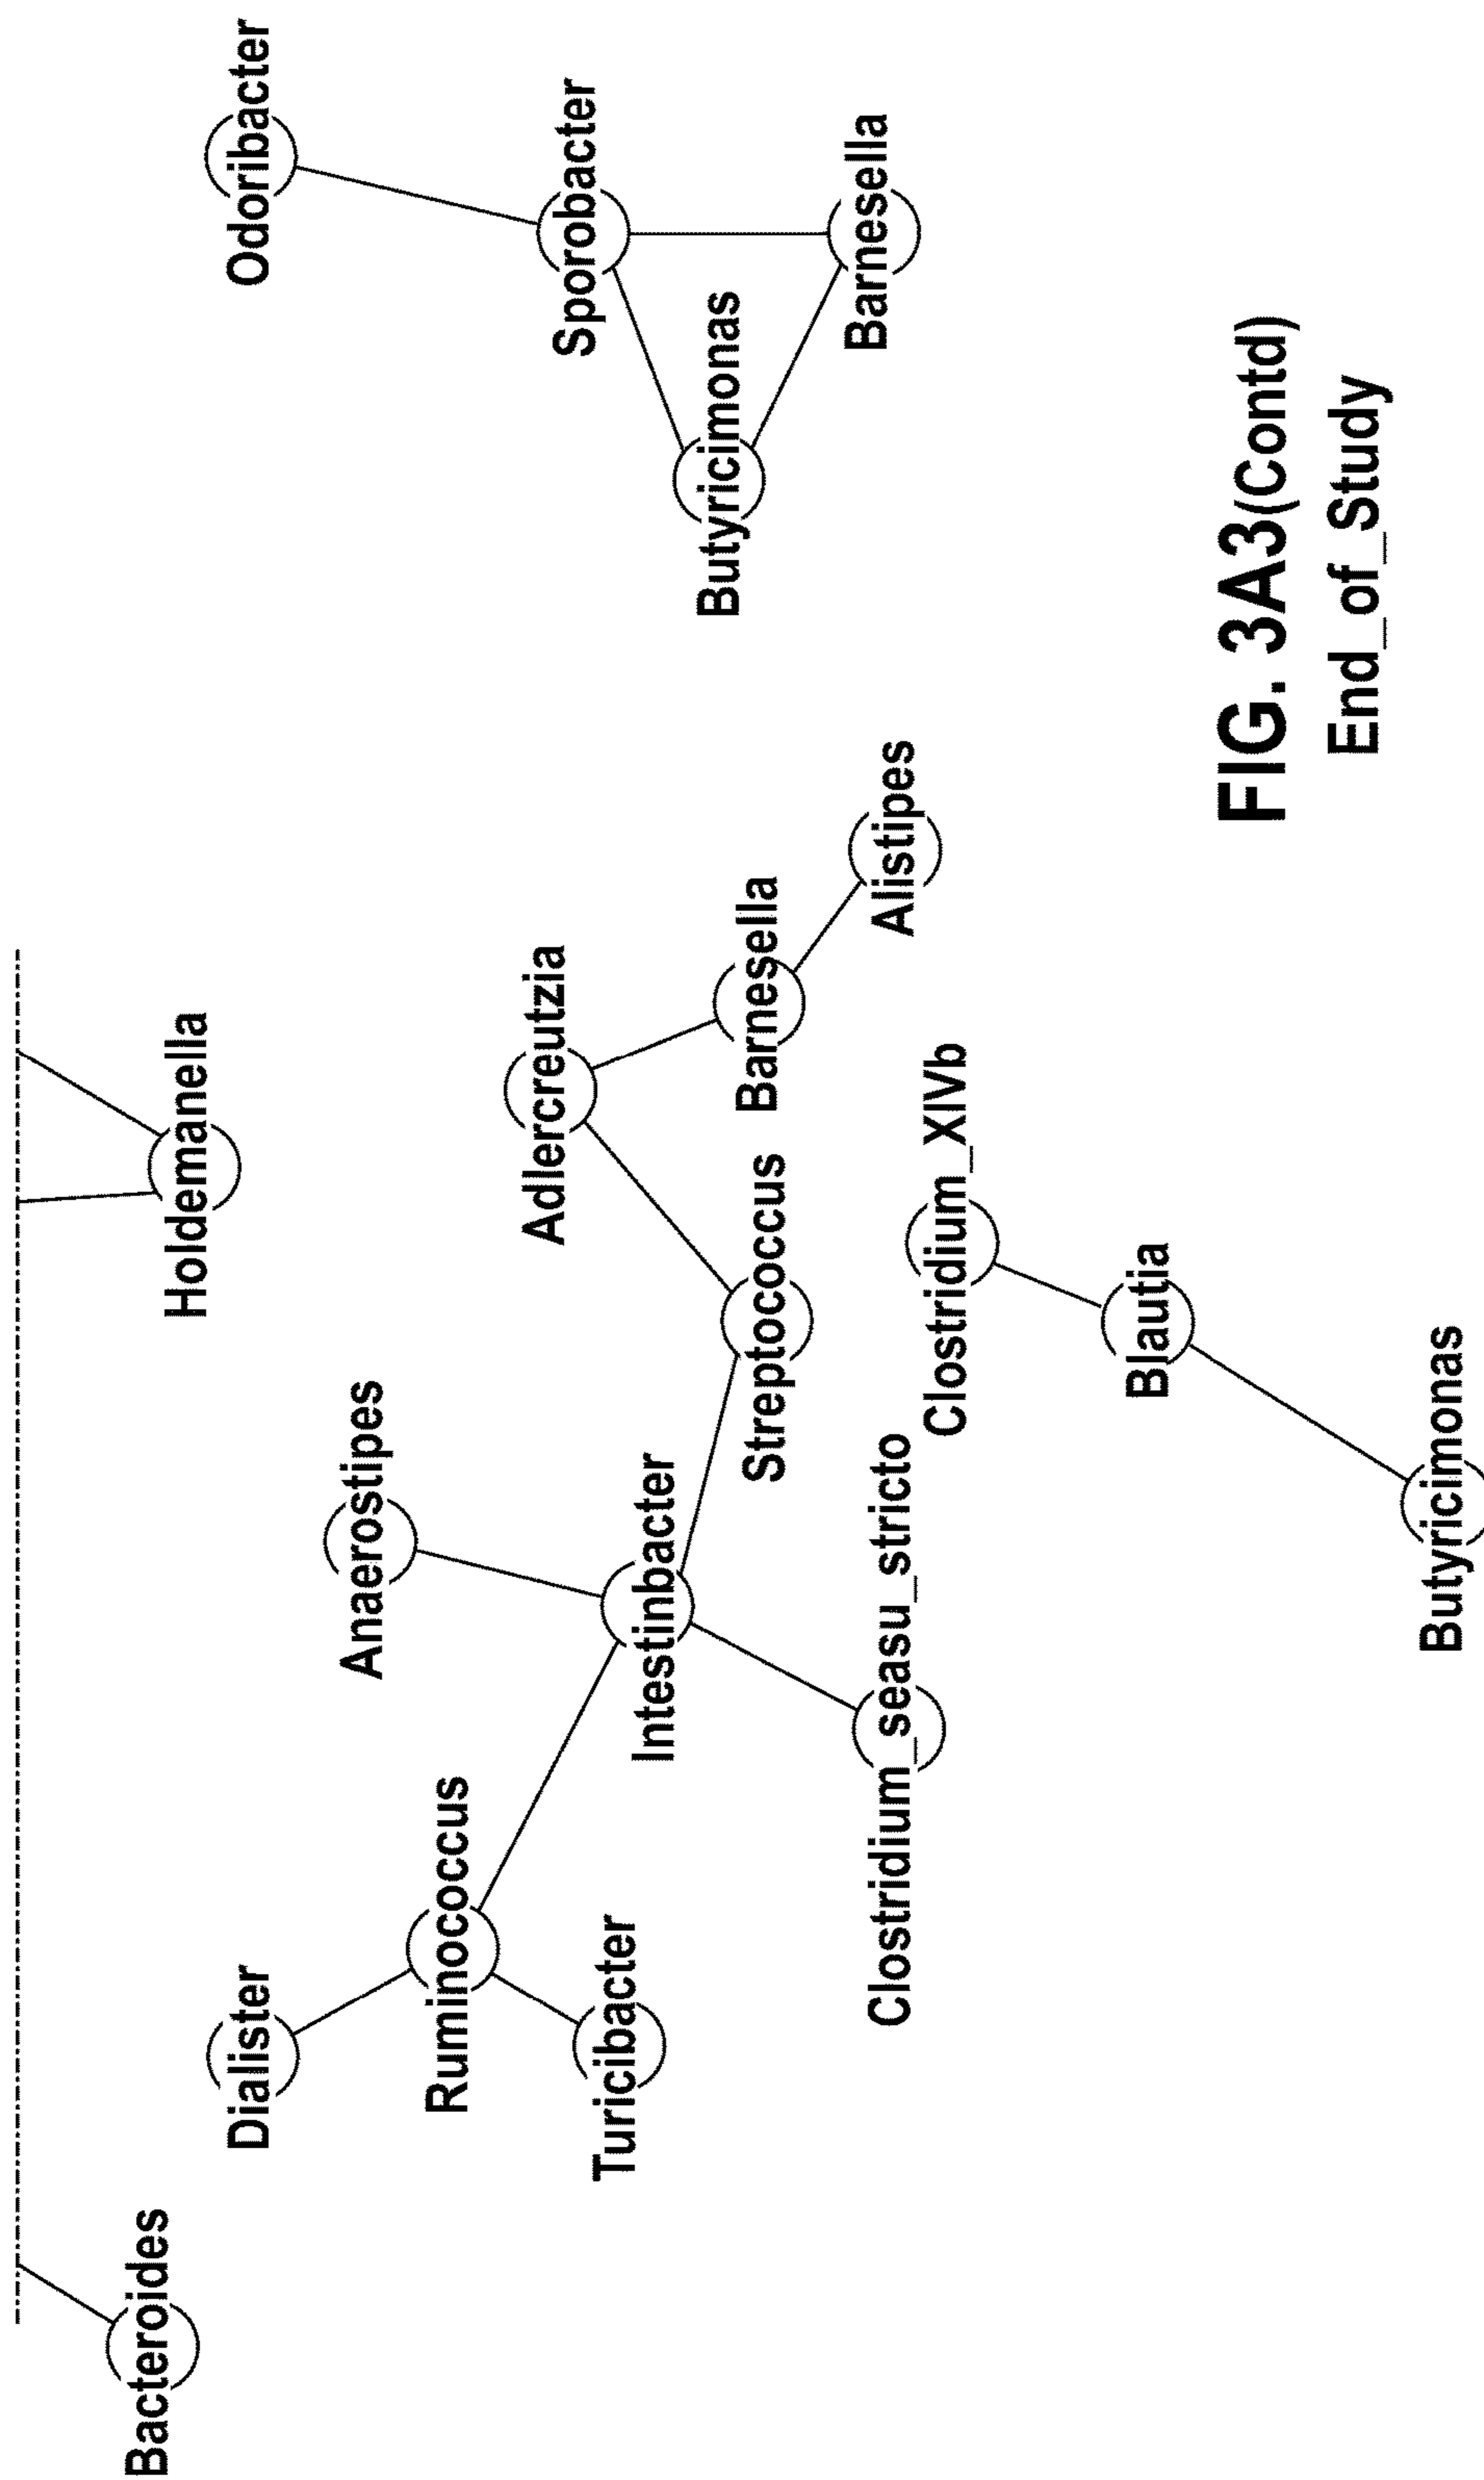 Bacteroides
Holdemanella
Dialister
Odoribacter
Anaerostipes
Ruminococcus
Adlercreutzia
Sporobacter
Turicibacter
Intestinbacter
Butyricimonas
Streptococcus
Barnesella
Barnesella
Clostridium_seasu_stricto
Alistipes
Clostridium_XIVb
Blautia
Butyricimonas
FIG. 3A3(Contd)
End_of_Study